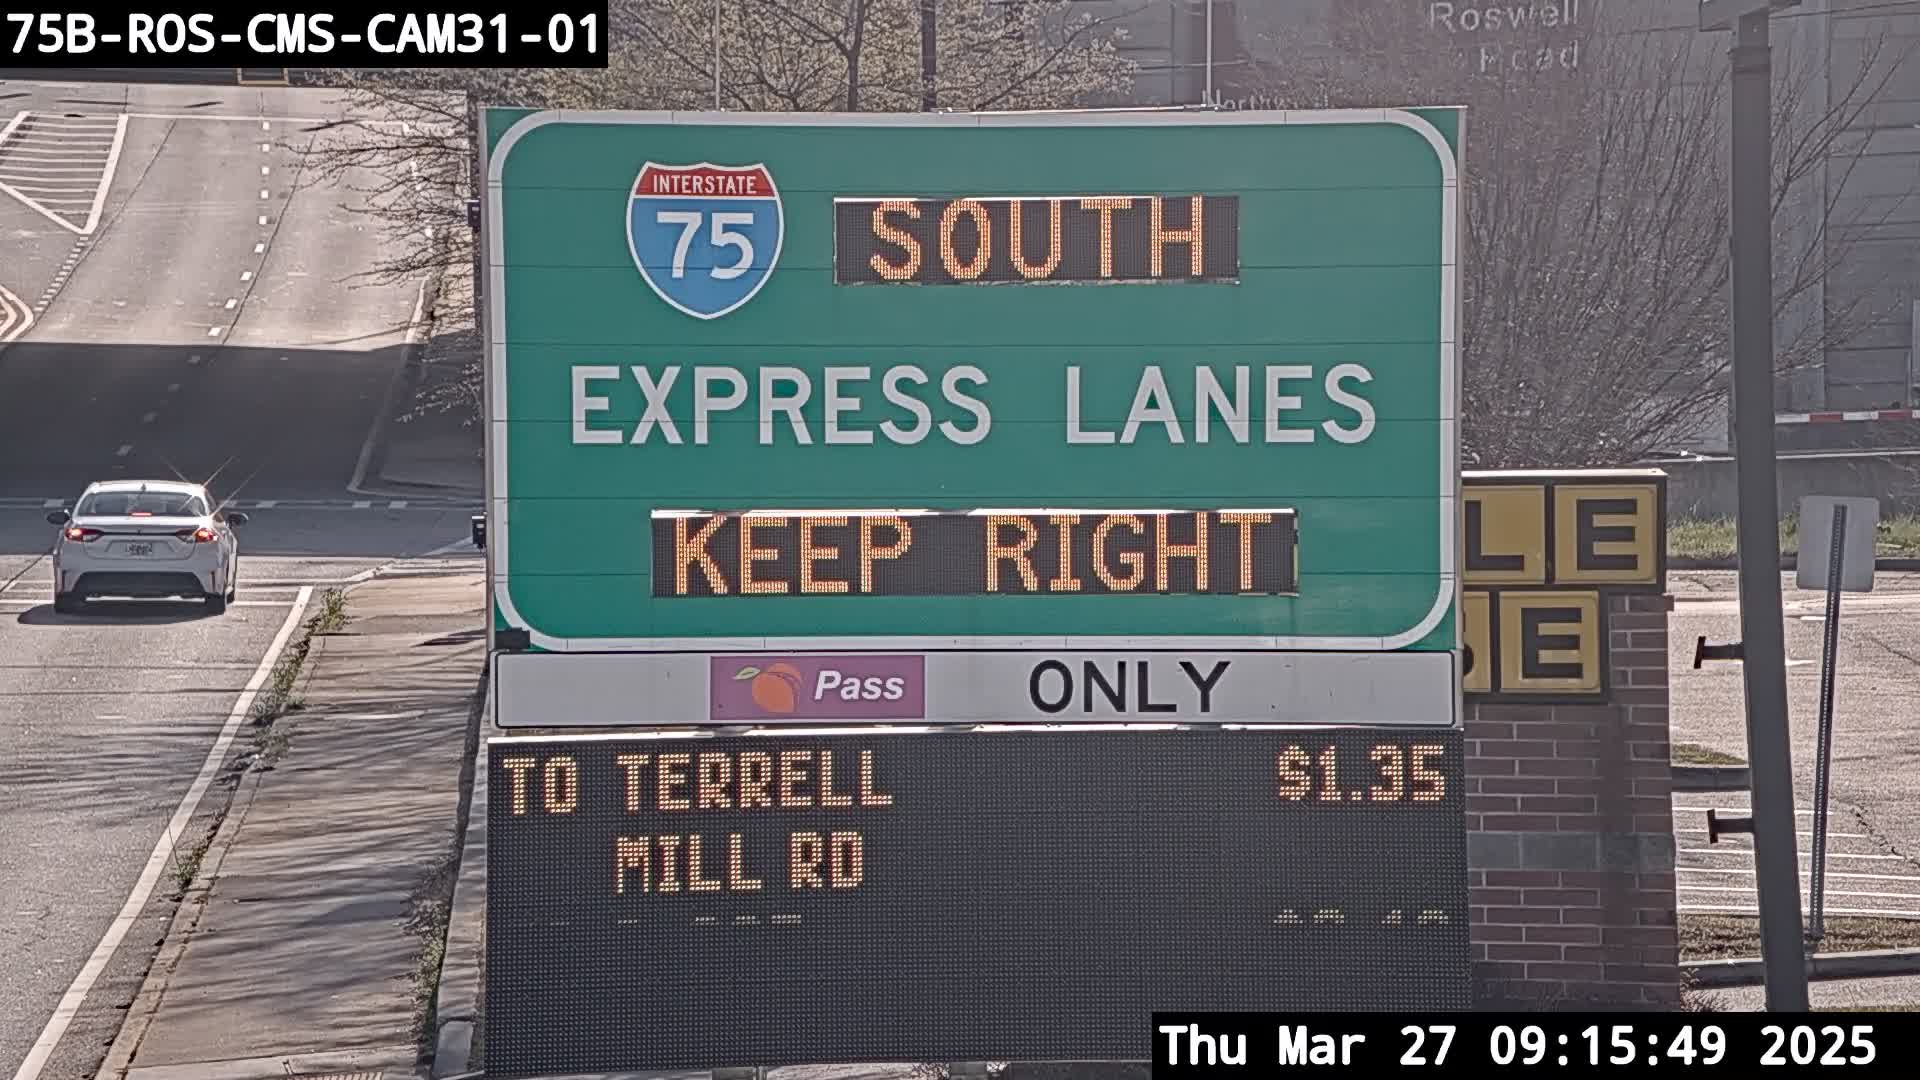 75B-ROS-CMS-CAM31-01
Roswell
Road
INTERSTATE
75
SOUTH
EXPRESS LANES
KEEP RIGHT
LE
E
Pass ONLY
TO TERRELL $1.35
MILL RD
Thu Mar 27 09:15:49 2025